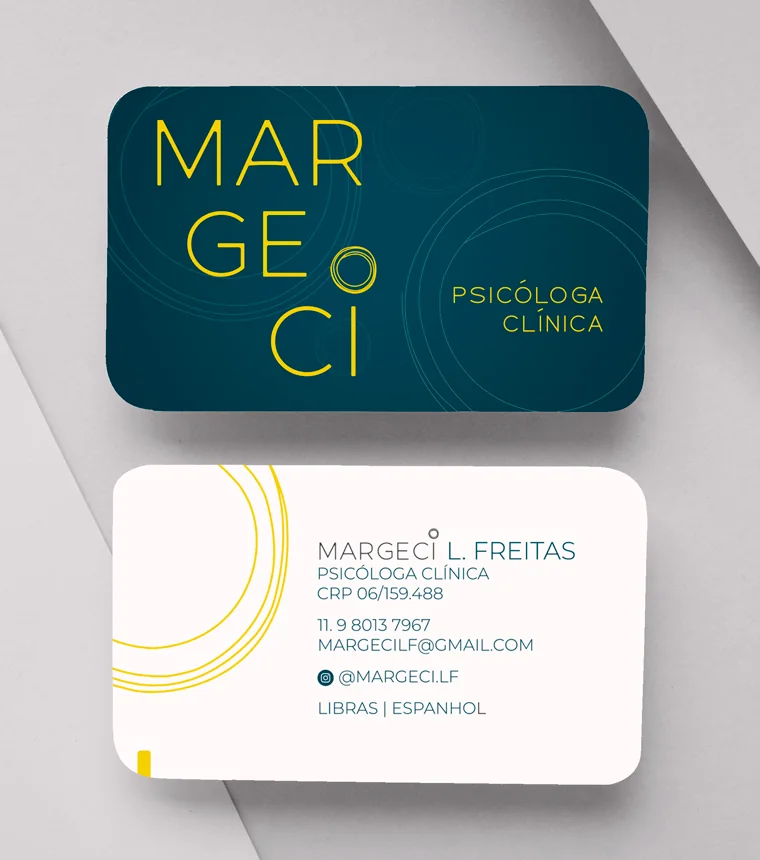 MAR
GE
CI
PSICÓLOGA
CLÍNICA
MARGECI L. FREITAS
PSICÓLOGA CLÍNICA
CRP 06/159.488
11. 9 8013 7967
MARGECILF@GMAIL.COM
@MARGECI.LF
LIBRAS | ESPANHOL